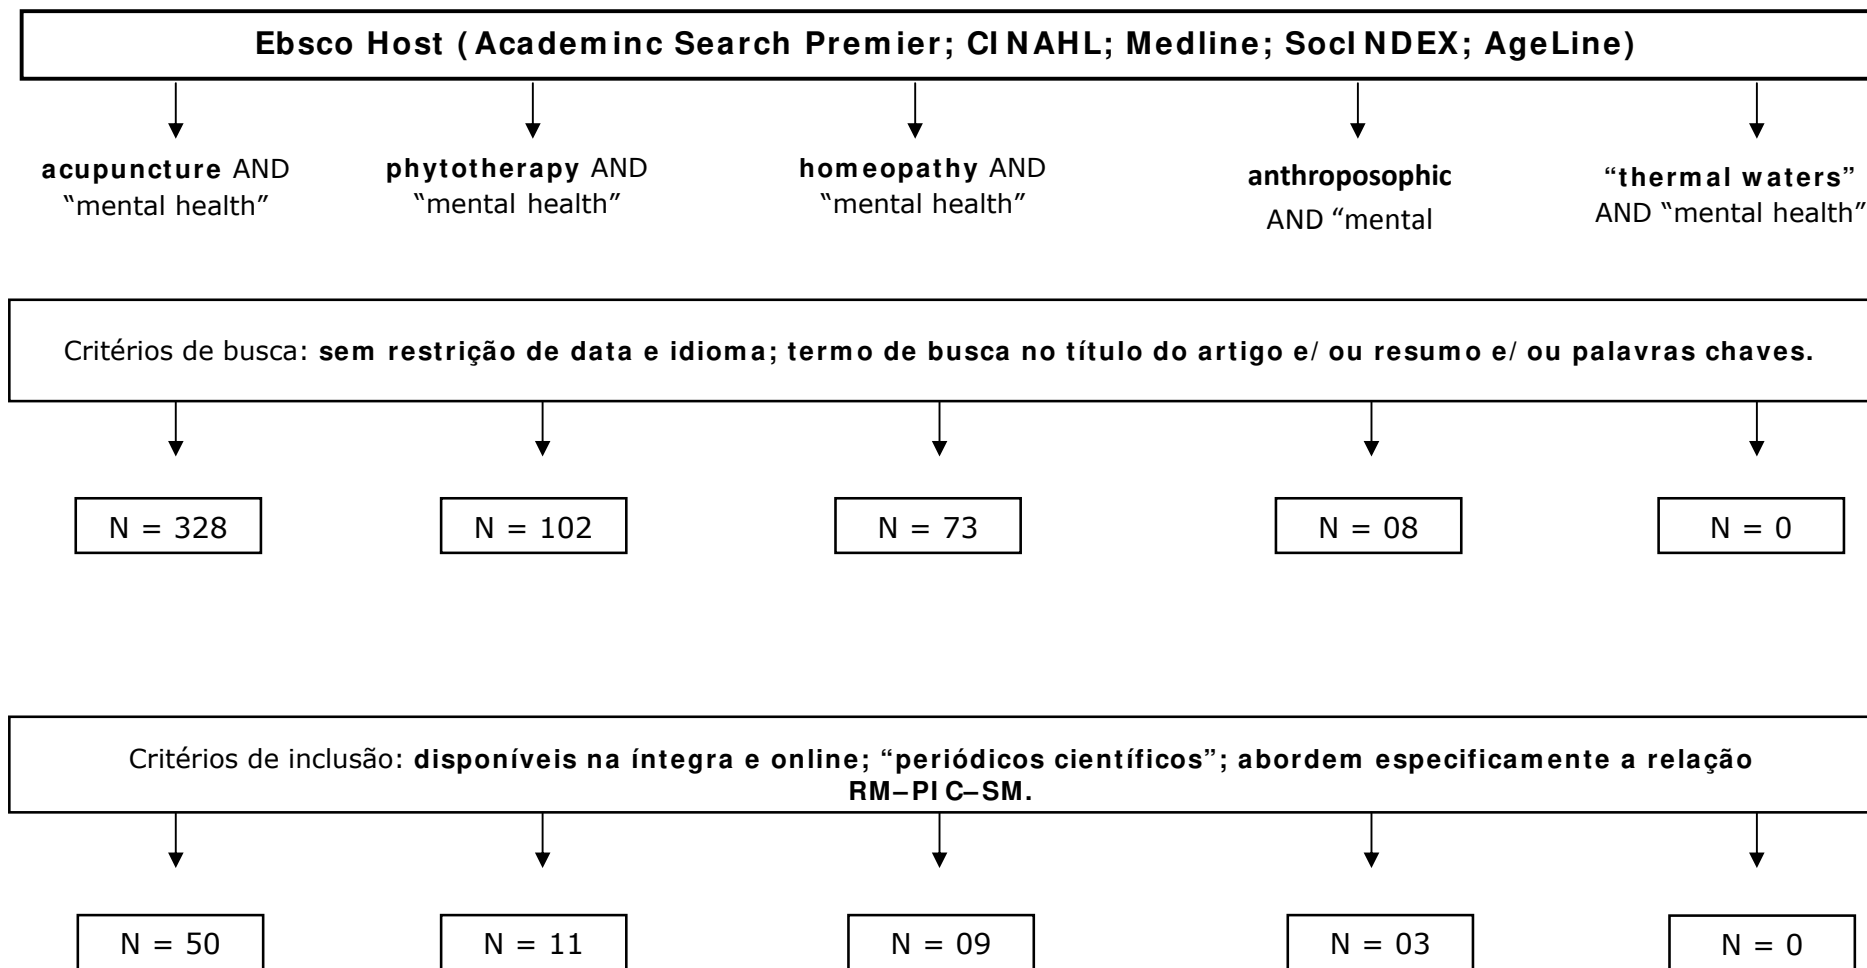 Ebsco Host (Academinc Search Premier; CINAHL; Medline; SocINDEX; AgeLine)
acupuncture AND
“mental health”
phytotherapy AND
“mental health”
homeopathy AND
“mental health”
anthroposophic
AND “mental
“thermal waters”
AND “mental health”
Critérios de busca: sem restrição de data e idioma; termo de busca no título do artigo e/ou resumo e/ou palavras chaves.
N = 328
N = 102
N = 73
N = 08
N = 0
Critérios de inclusão: disponíveis na íntegra e online; “periódicos científicos”; abordem especificamente a relação
RM–PIC–SM.
N = 50
N = 11
N = 09
N = 03
N = 0